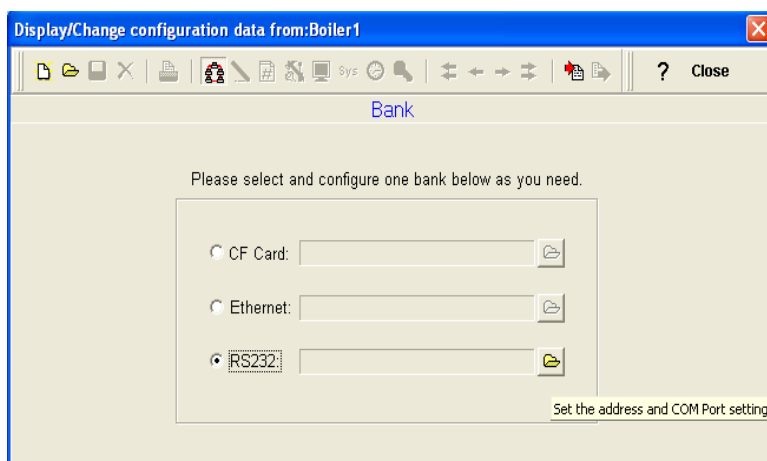 Display/Change configuration data from:Boiler1
Sys ? Close
Bank
Please select and configure one bank below as you need.
CF Card:
Ethernet:
RS232:
Set the address and COM Port setting